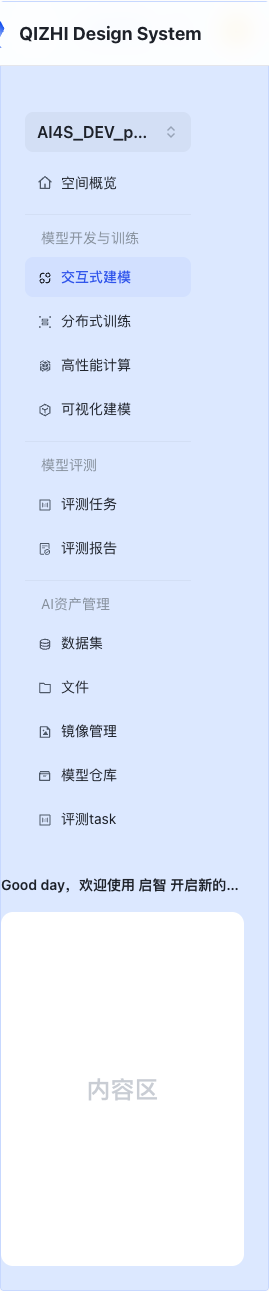 QIZHI Design System
AI4S_DEV_p...
空间概览
模型开发与训练
交互式建模
分布式训练
高性能计算
可视化建模
模型评测
评测任务
评测报告
AI资产管理
数据集
文件
镜像管理
模型仓库
评测task
Good day，欢迎使用 启智 开启新的...
内容区